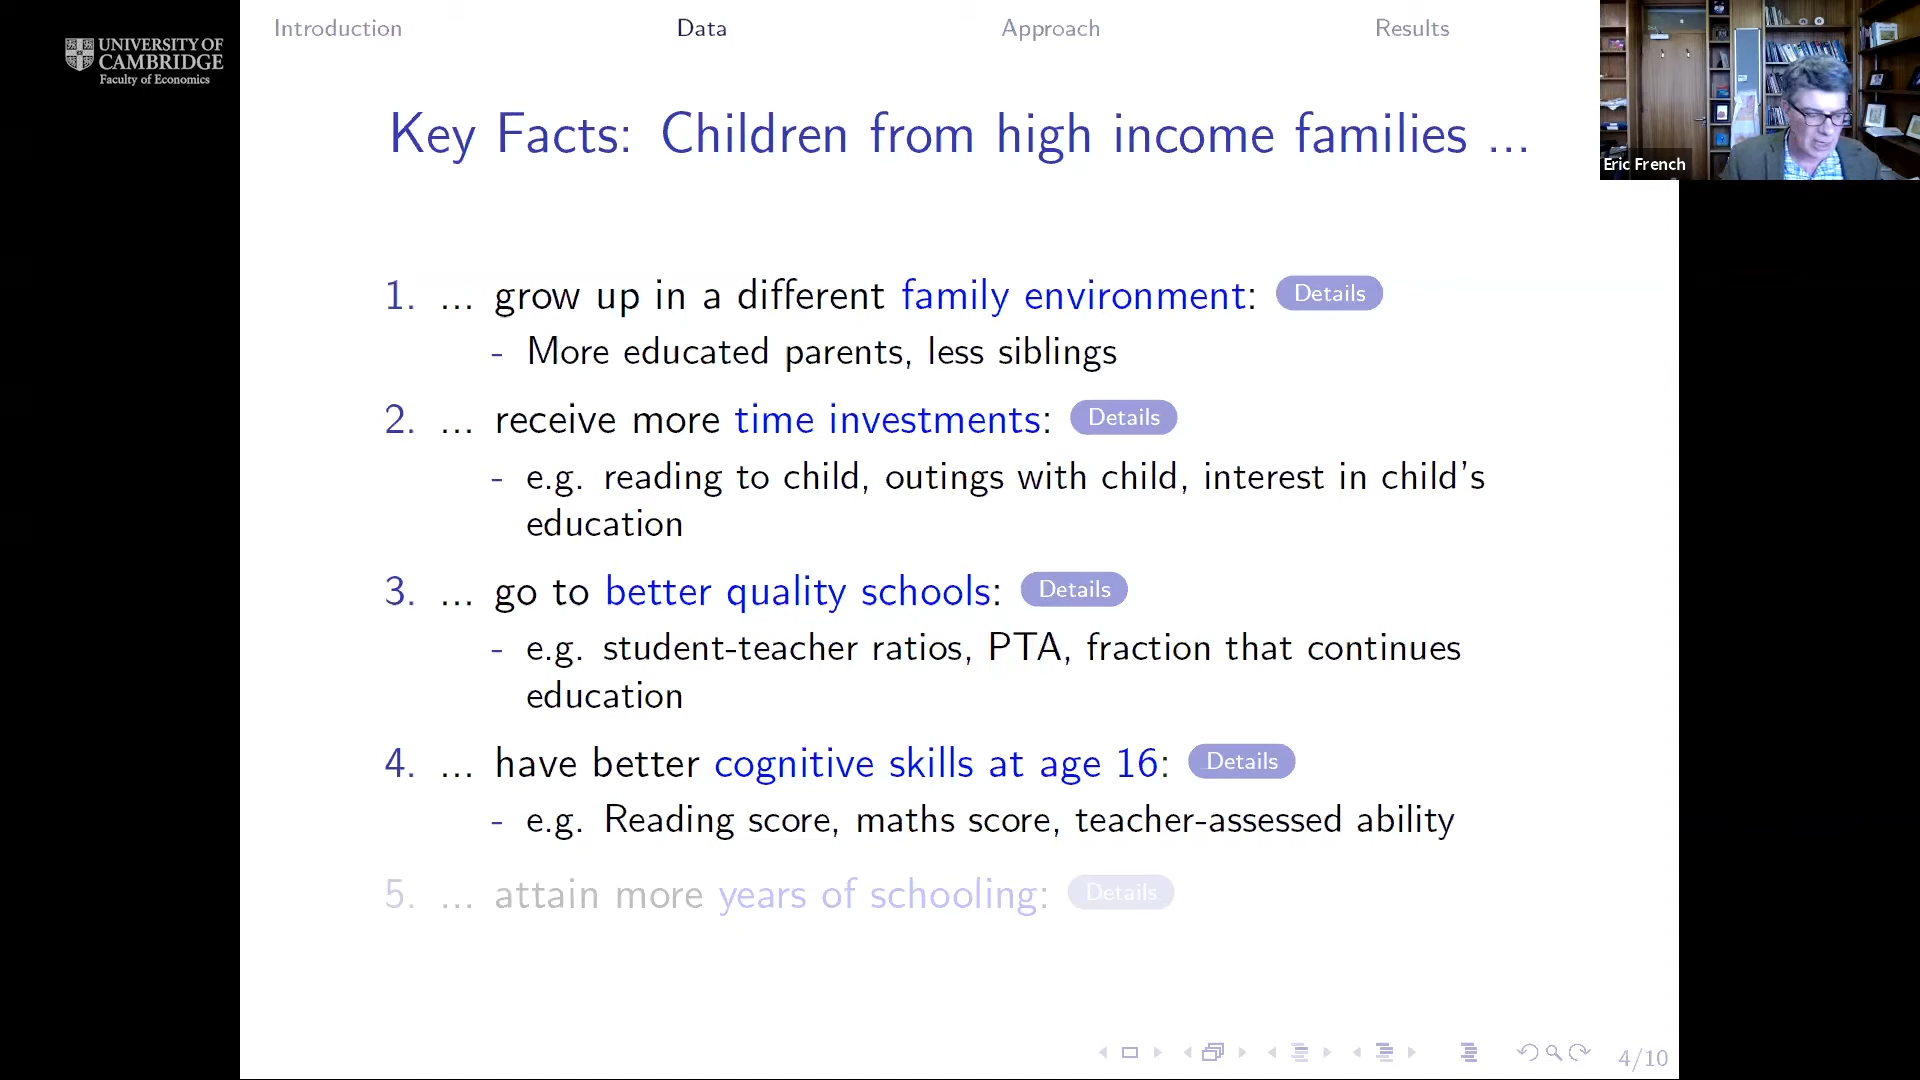 UNIVERSITY OF
CAMBRIDGE
Faculty of Economics
Introduction Data Approach Results
Eric French
Key Facts: Children from high income families ...
1. ... grow up in a different family environment: Details
- More educated parents, less siblings
2. ... receive more time investments: Details
- e.g. reading to child, outings with child, interest in child's
education
3. ... go to better quality schools: Details
- e.g. student-teacher ratios, PTA, fraction that continues
education
4. ... have better cognitive skills at age 16: Details
- e.g. Reading score, maths score, teacher-assessed ability
5. ... attain more years of schooling: Details
4/10